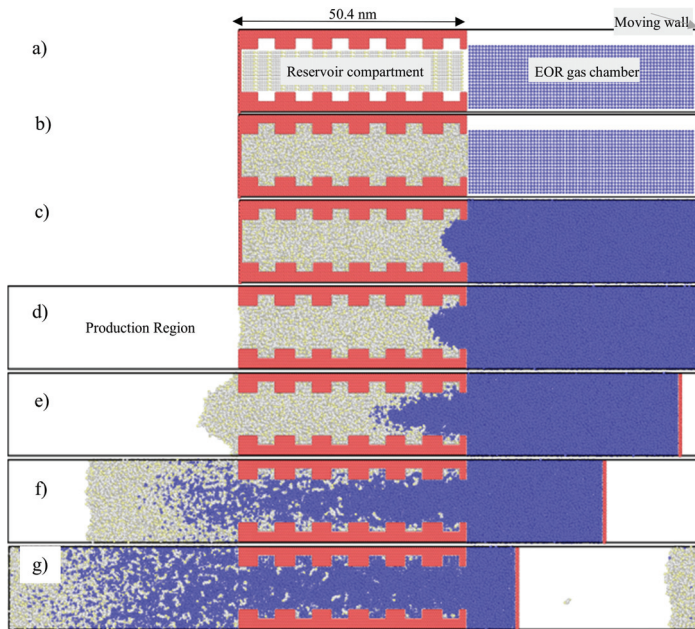 50.4 nm
Moving wall
a)
Reservoir compartment
EOR gas chamber
b)
c)
d)
Production Region
e)
f)
g)